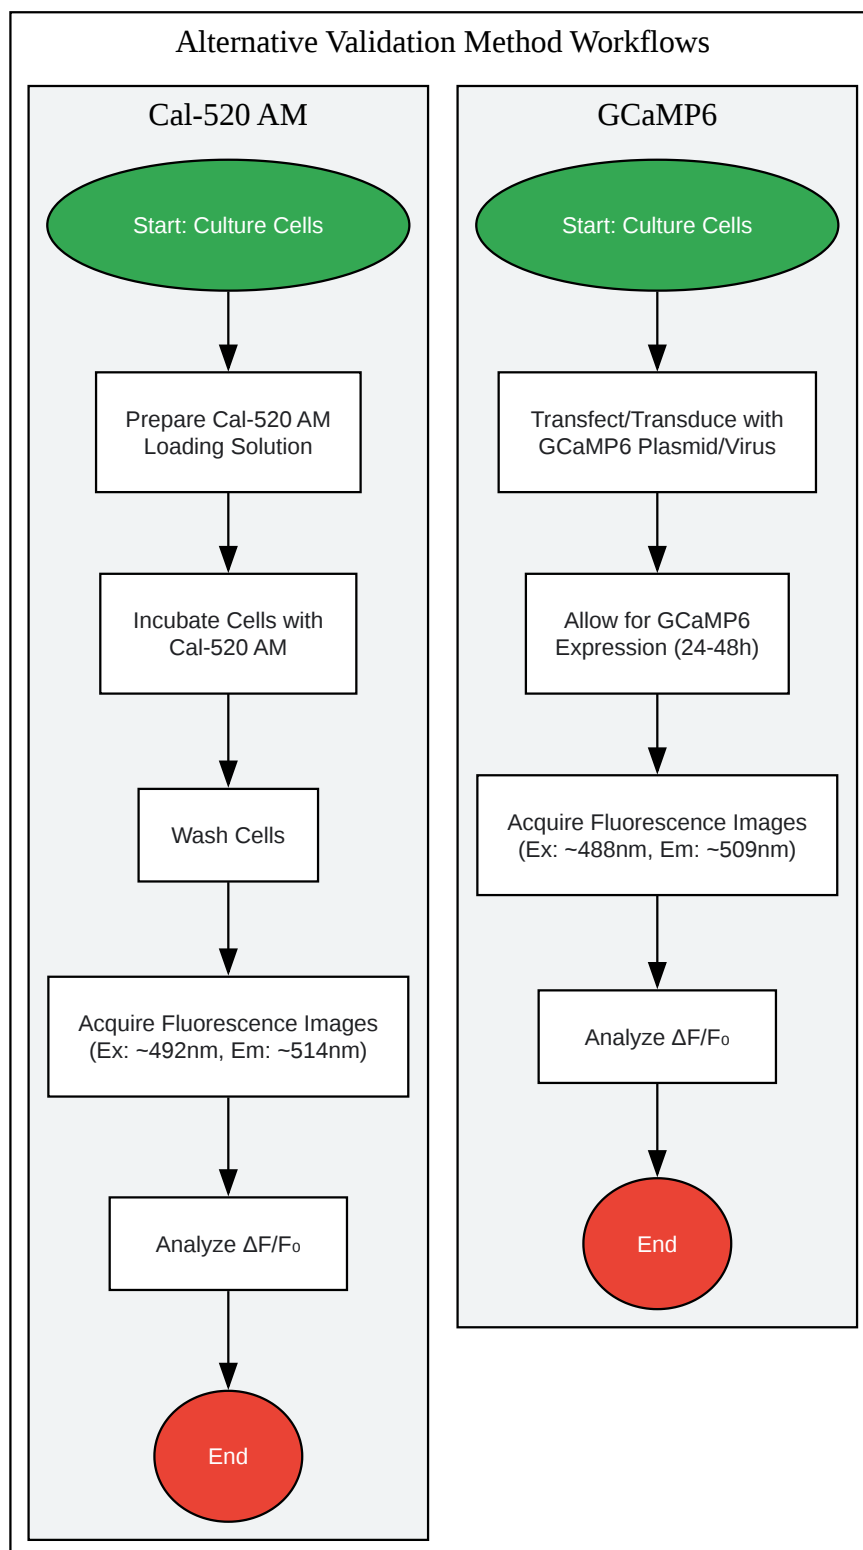 Alternative Validation Method Workflows
Cal-520 AM
Start: Culture Cells
Prepare Cal-520 AM
Loading Solution
Incubate Cells with
Cal-520 AM
Wash Cells
Acquire Fluorescence Images
(Ex: ~492nm, Em: ~514nm)
Analyze ΔF/F₀
End
GCaMP6
Start: Culture Cells
Transfect/Transduce with
GCaMP6 Plasmid/Virus
Allow for GCaMP6
Expression (24-48h)
Acquire Fluorescence Images
(Ex: ~488nm, Em: ~509nm)
Analyze ΔF/F₀
End